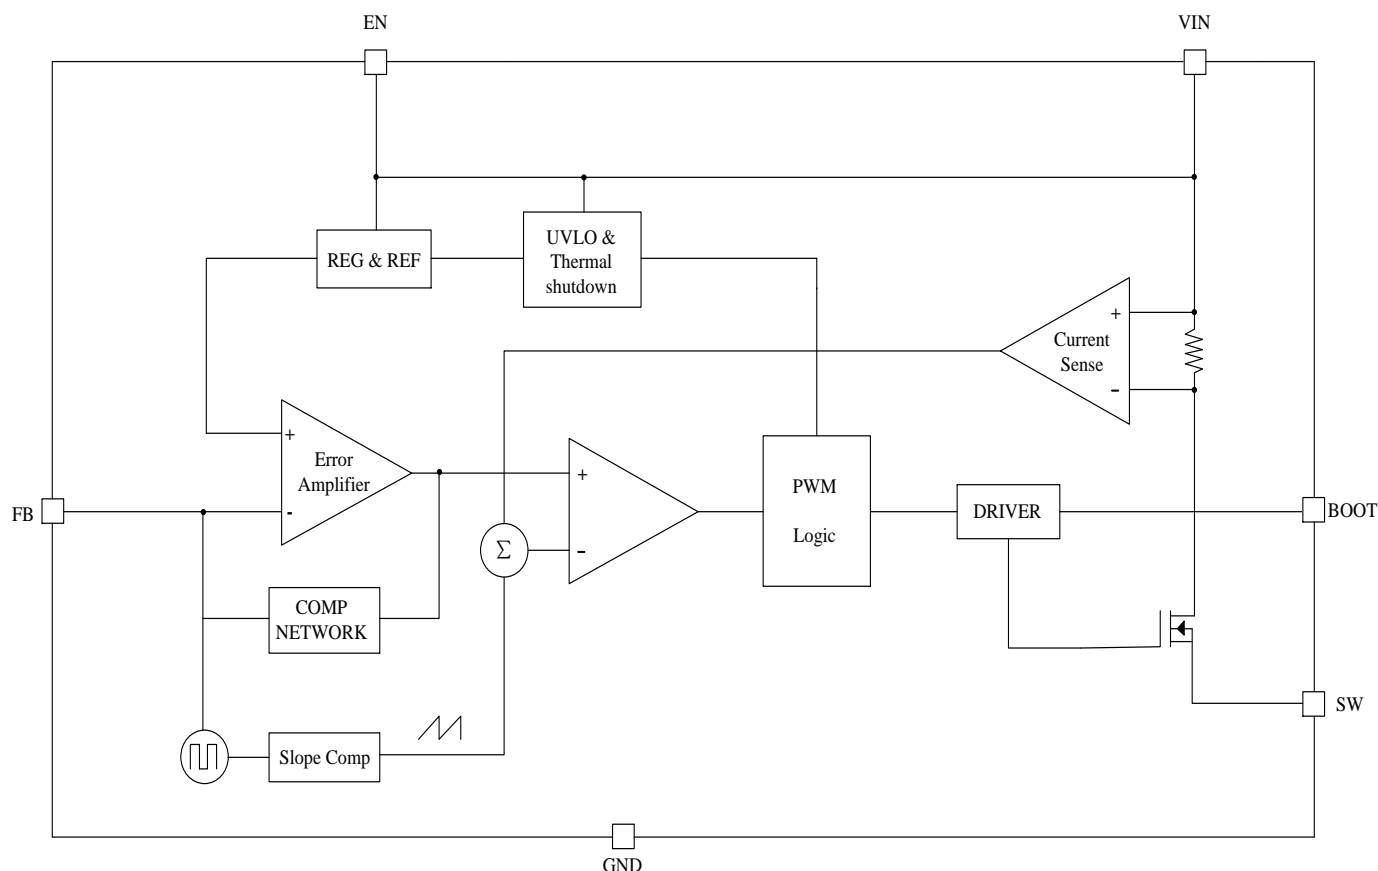 EN
VIN
UVLO &
Thermal
shutdown
REG & REF
+
Current
Sense
-
+
Error
Amplifier
-
+
-
Σ
PWM
Logic
DRIVER
FB
BOOT
COMP
NETWORK
SW
Slope Comp
GND